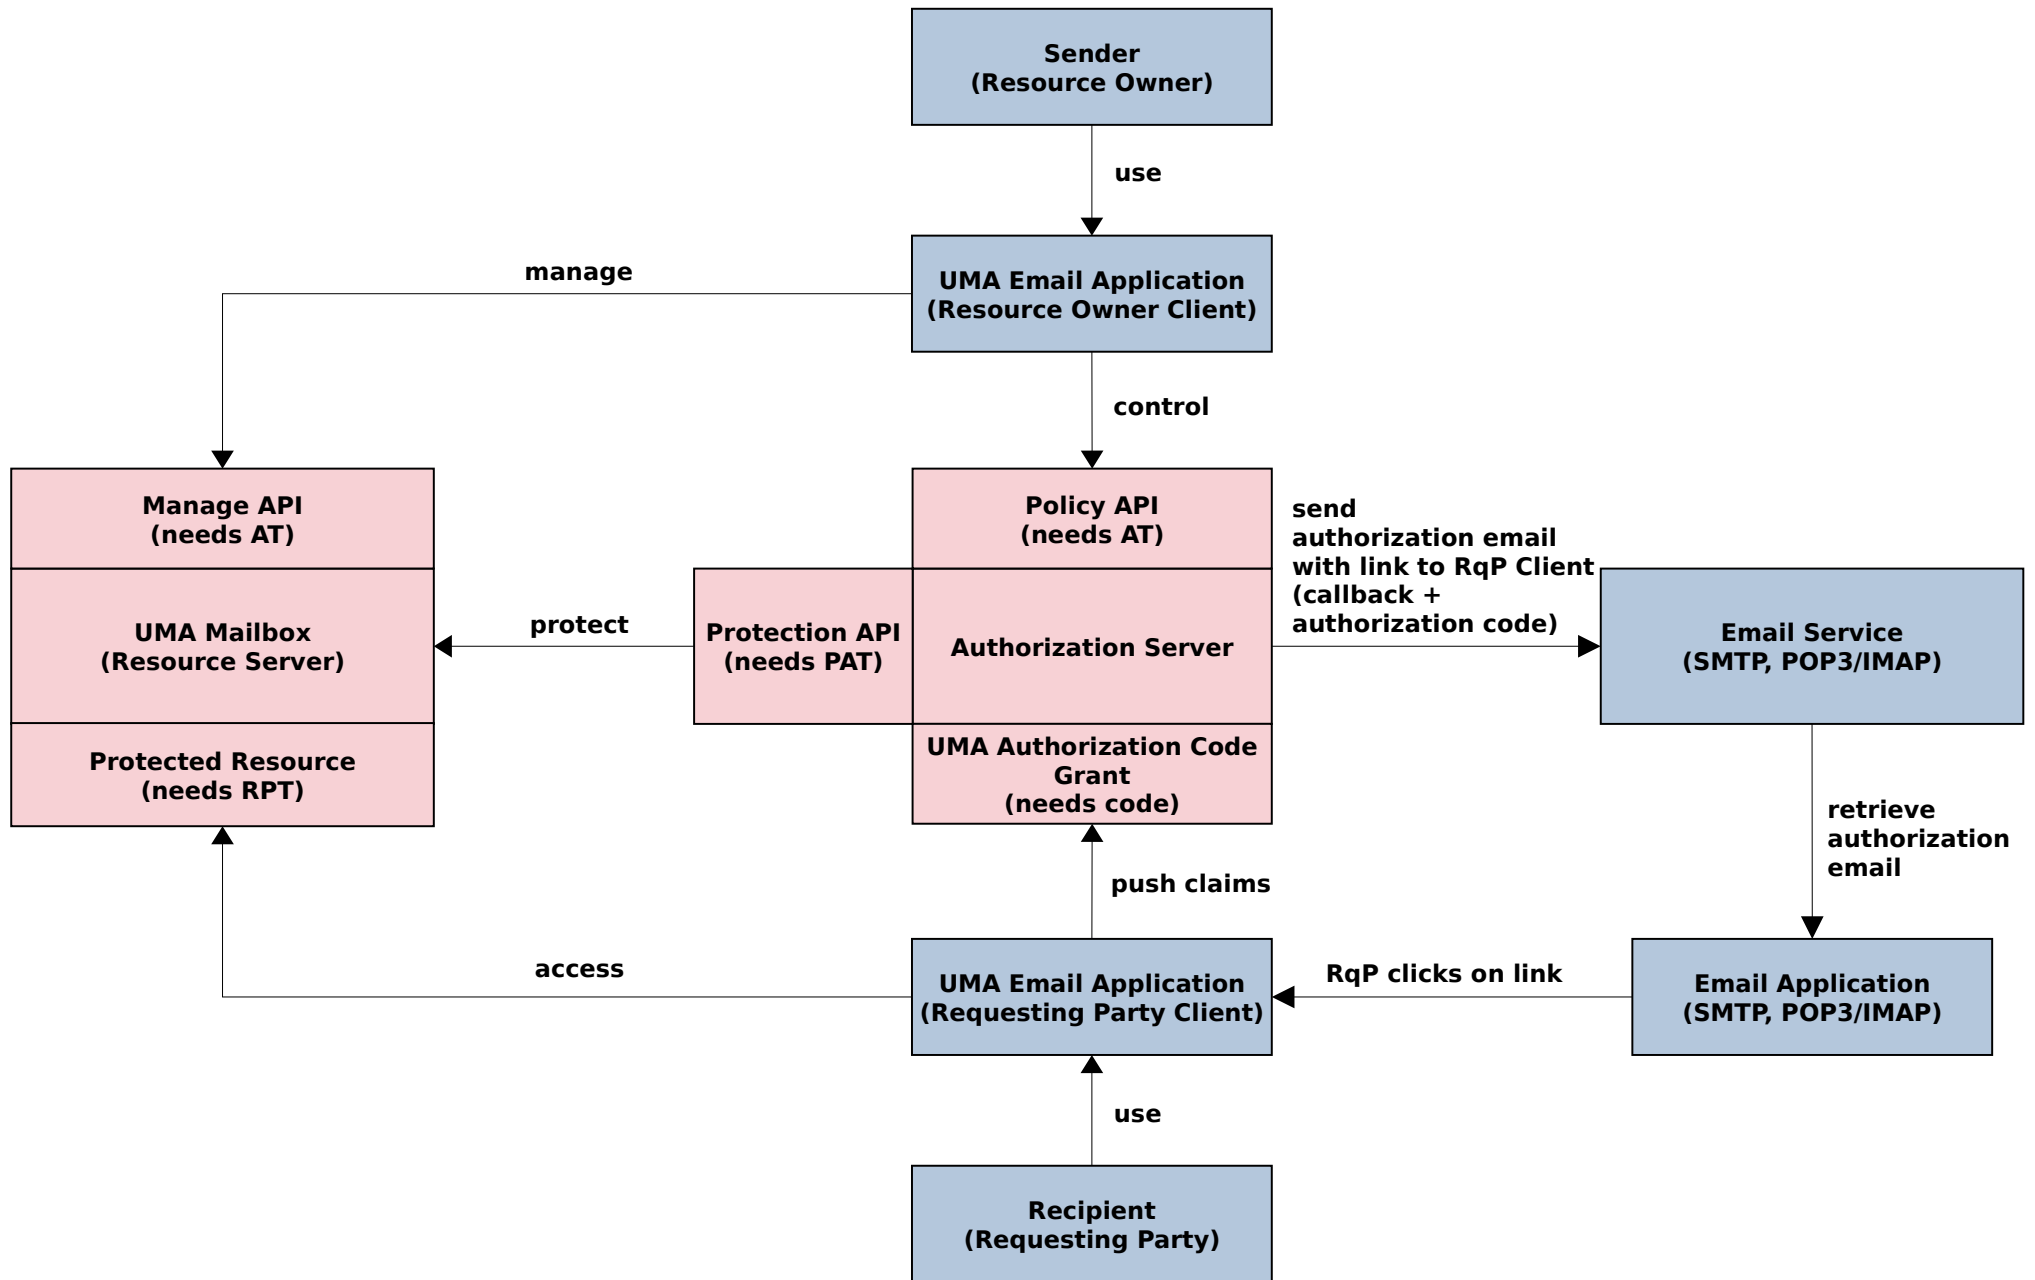 Sender
(Resource Owner)
use
manage
UMA Email Application
(Resource Owner Client)
control
Manage API
(needs AT)
Policy API
(needs AT)
send
authorization email
with link to RqP Client
(callback +
authorization code)
UMA Mailbox
(Resource Server)
protect
Protection API
(needs PAT)
Authorization Server
Email Service
(SMTP, POP3/IMAP)
Protected Resource
(needs RPT)
UMA Authorization Code
Grant
(needs code)
retrieve
authorization
email
push claims
access
UMA Email Application
(Requesting Party Client)
RqP clicks on link
Email Application
(SMTP, POP3/IMAP)
use
Recipient
(Requesting Party)